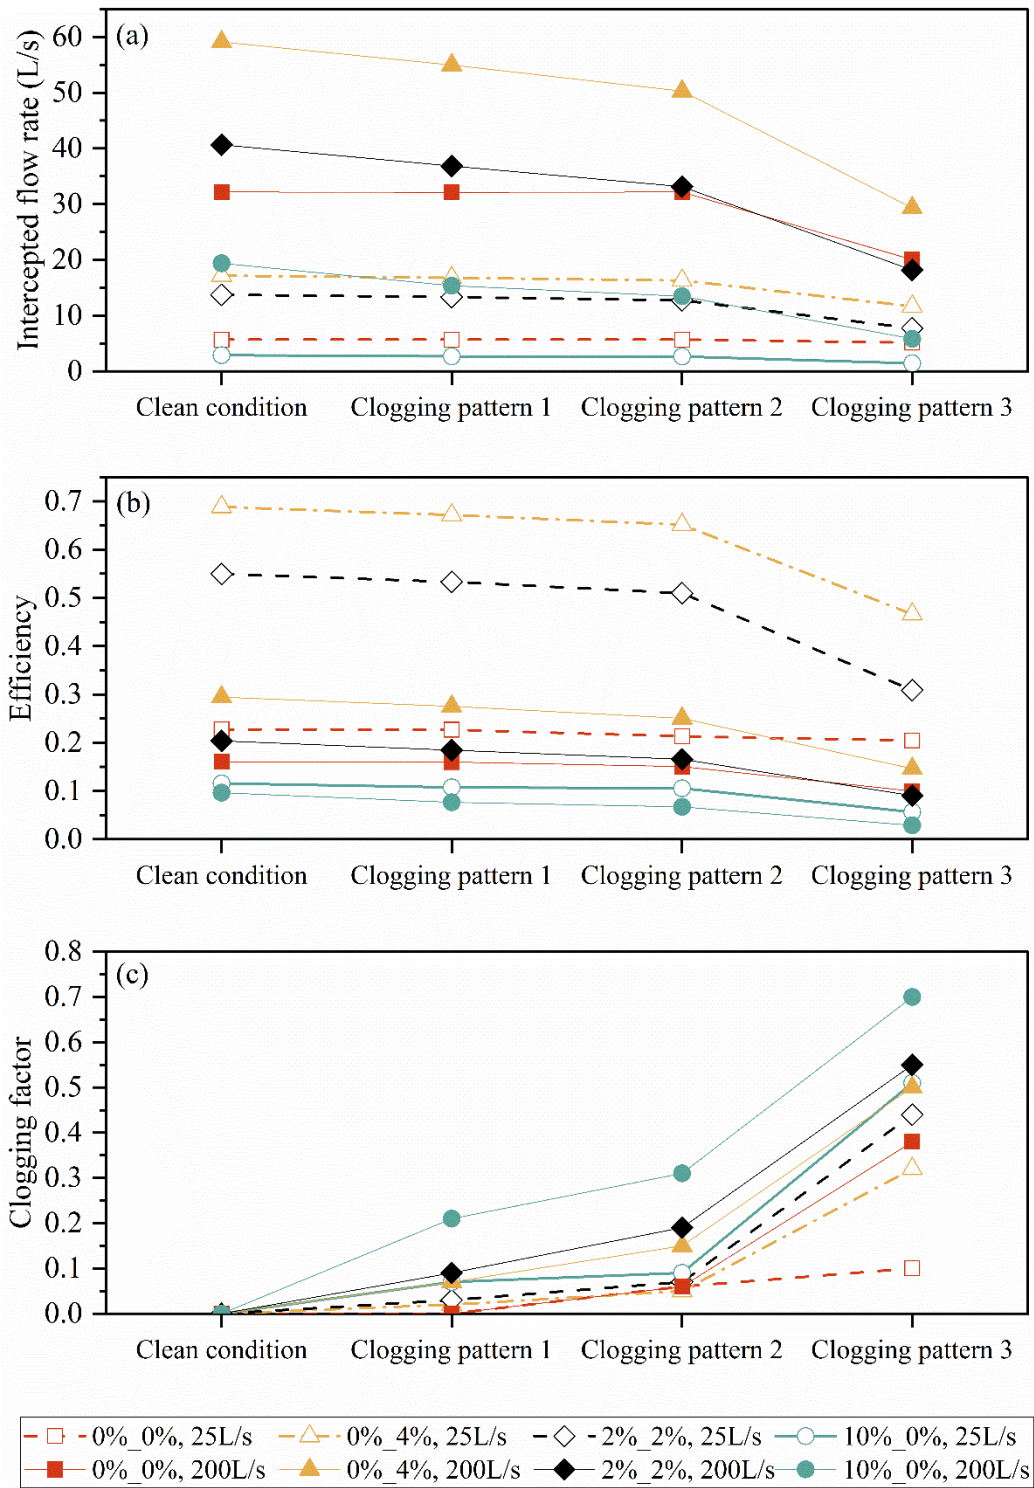 (a)
Intercepted flow rate (L/s)
60
50
40
30
20
10
0
Clean condition Clogging pattern 1 Clogging pattern 2 Clogging pattern 3
(b)
Efficiency
0.7
0.6
0.5
0.4
0.3
0.2
0.1
0.0
Clean condition Clogging pattern 1 Clogging pattern 2 Clogging pattern 3
(c)
Clogging factor
0.8
0.7
0.6
0.5
0.4
0.3
0.2
0.1
0.0
Clean condition Clogging pattern 1 Clogging pattern 2 Clogging pattern 3
0%_0%, 25L/s 0%_4%, 25L/s 2%_2%, 25L/s 10%_0%, 25L/s
0%_0%, 200L/s 0%_4%, 200L/s 2%_2%, 200L/s 10%_0%, 200L/s